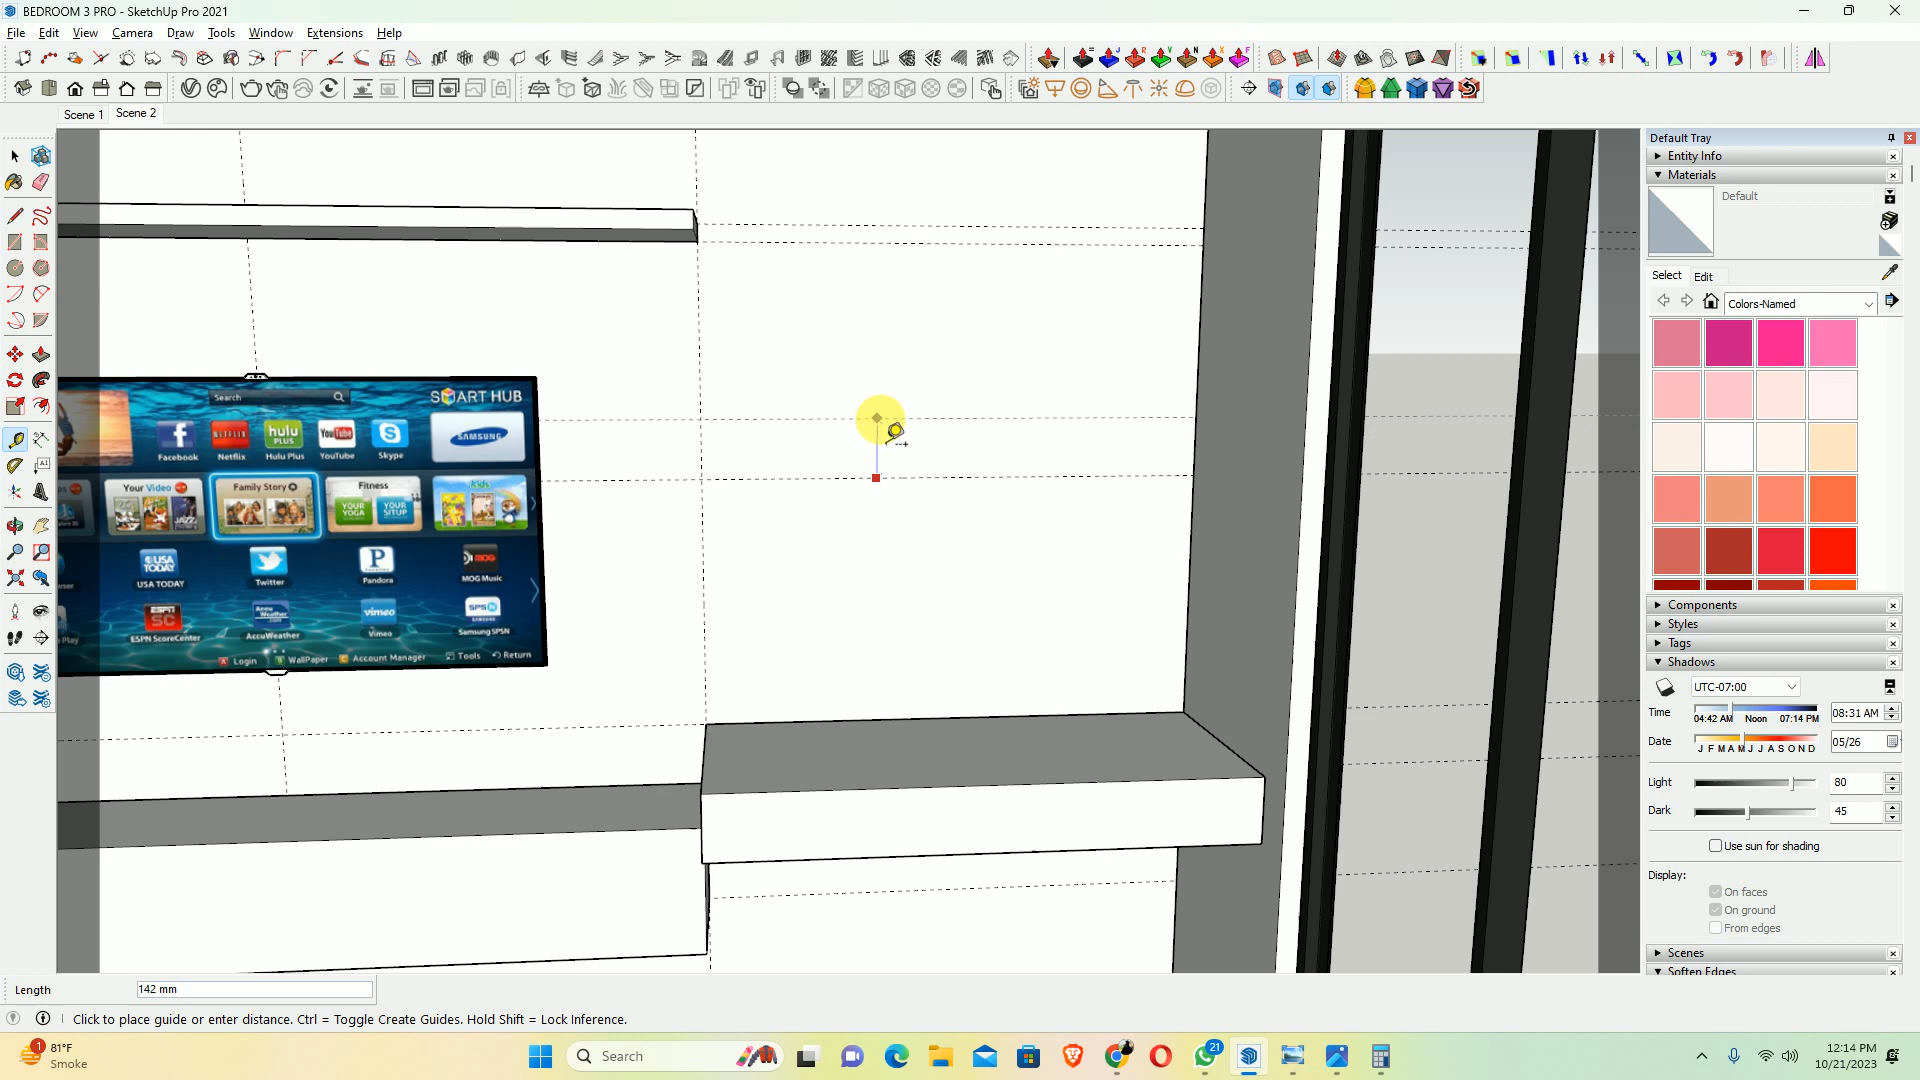 BEDROOM 3 PRO - SketchUp Pro 2021
File Edit View Camera Draw Tools Window Extensions Help
Scene 1 Scene 2
Default Tray
Entity Info
Materials
Default
Select Edit
Colors-Named
Components
Styles
Tags
Shadows
UTC-07:00
Time 04:42 AM Noon 07:14 PM 08:31 AM
Date J F M A M J J A S O N D 05/26
Light 80
Dark 45
Use sun for shading
Display:
On faces
On ground
From edges
Scenes
Soften Edges
Search SMART HUB
Facebook Netflix Hulu Plus YouTube Skype
SAMSUNG
Your Video Family Story Fitness Kids
USA TODAY Twitter Pandora MOG Music
ESPN ScoreCenter AccuWeather Vimeo Samsung SPSN
Login WallPaper Account Manager Tools Return
Length 142 mm
Click to place guide or enter distance. Ctrl = Toggle Create Guides. Hold Shift = Lock Inference.
1 81°F
Smoke
Search
21
12:14 PM
10/21/2023